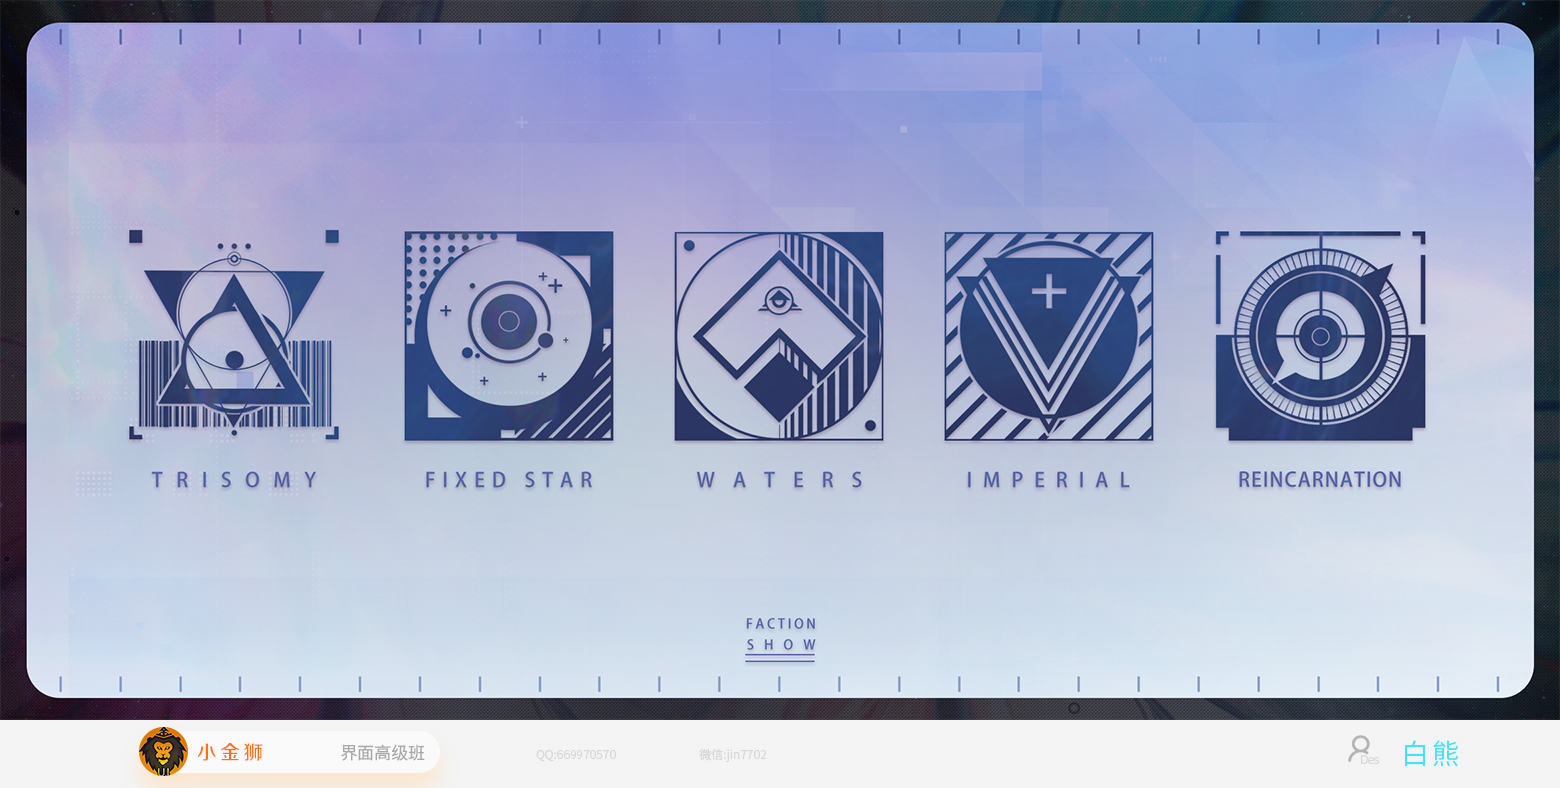 TRISOMY
FIXED STAR
WATERS
IMPERIAL
REINCARNATION
FACTION
SHOW
小金狮
界面高级班
QQ:669970570
微信:jin7702
Des
白熊